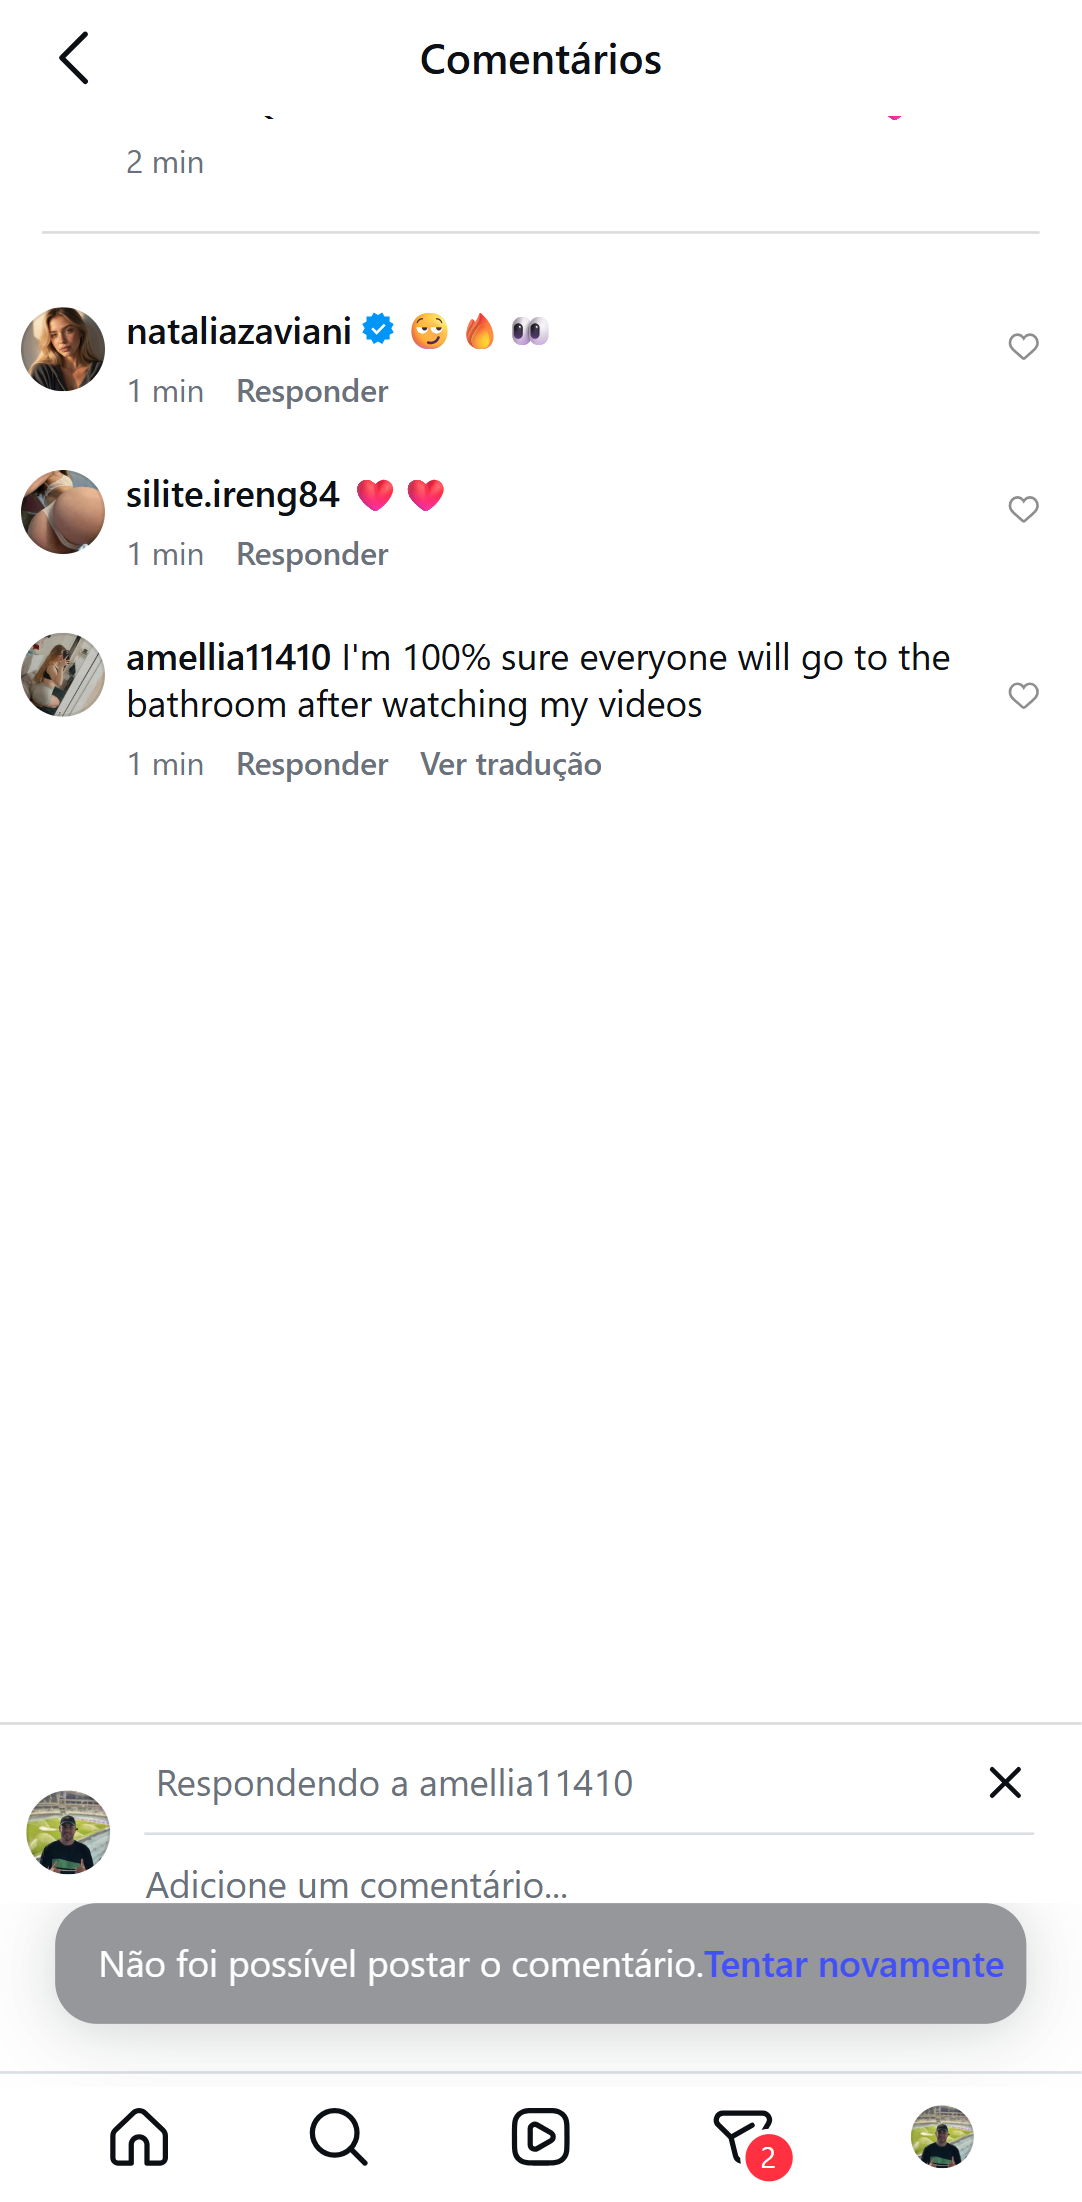 Comentários
2 min
nataliazaviani 😏 🔥 👀
1 min Responder
silite.ireng84 ❤️ ❤️
1 min Responder
amellia11410 I'm 100% sure everyone will go to the
bathroom after watching my videos
1 min Responder Ver tradução
Respondendo a amellia11410
Adicione um comentário...
Não foi possível postar o comentário.Tentar novamente
2